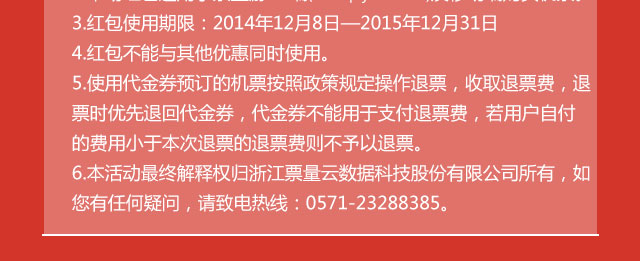 3.红包使用期限：2014年12月8日—2015年12月31日
4.红包不能与其他优惠同时使用。
5.使用代金券预订的机票按照政策规定操作退票，收取退票费，退
票时优先退回代金券，代金券不能用于支付退票费，若用户自付
的费用小于本次退票的退票费则不予以退票。
6.本活动最终解释权归浙江票量云数据科技股份有限公司所有，如
您有任何疑问，请致电热线：0571-23288385。